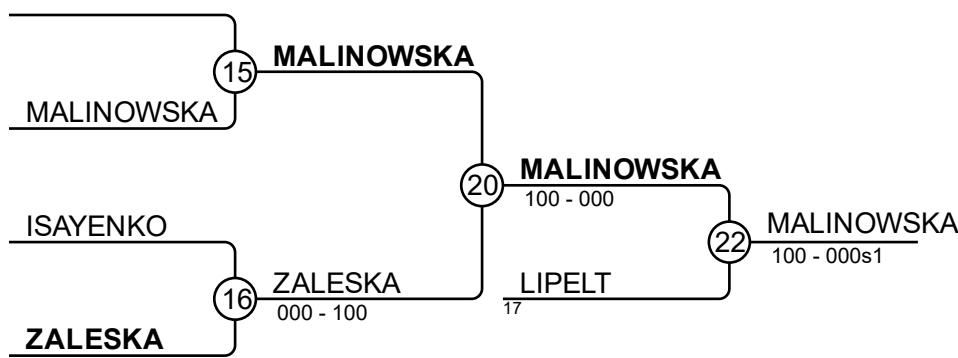 MALINOWSKA
15
MALINOWSKA
MALINOWSKA
100 - 000
20
ISAYENKO
MALINOWSKA
100 - 000s1
22
ZALESKA
000 - 100
16
LIPELT
17
ZALESKA